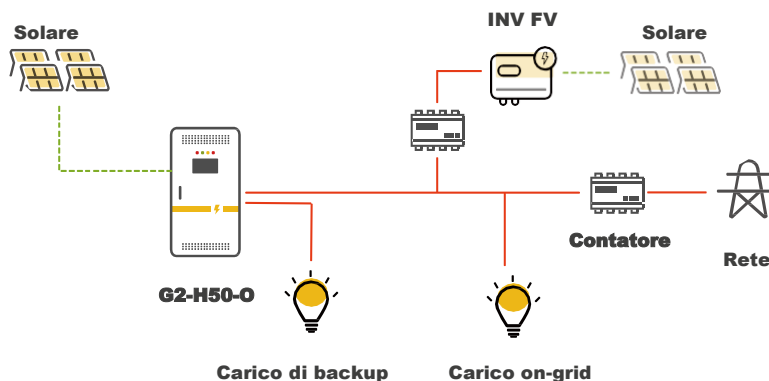 INV FV
Solare
Solare
Contatore
Rete
G2-H50-O
Carico di backup
Carico on-grid